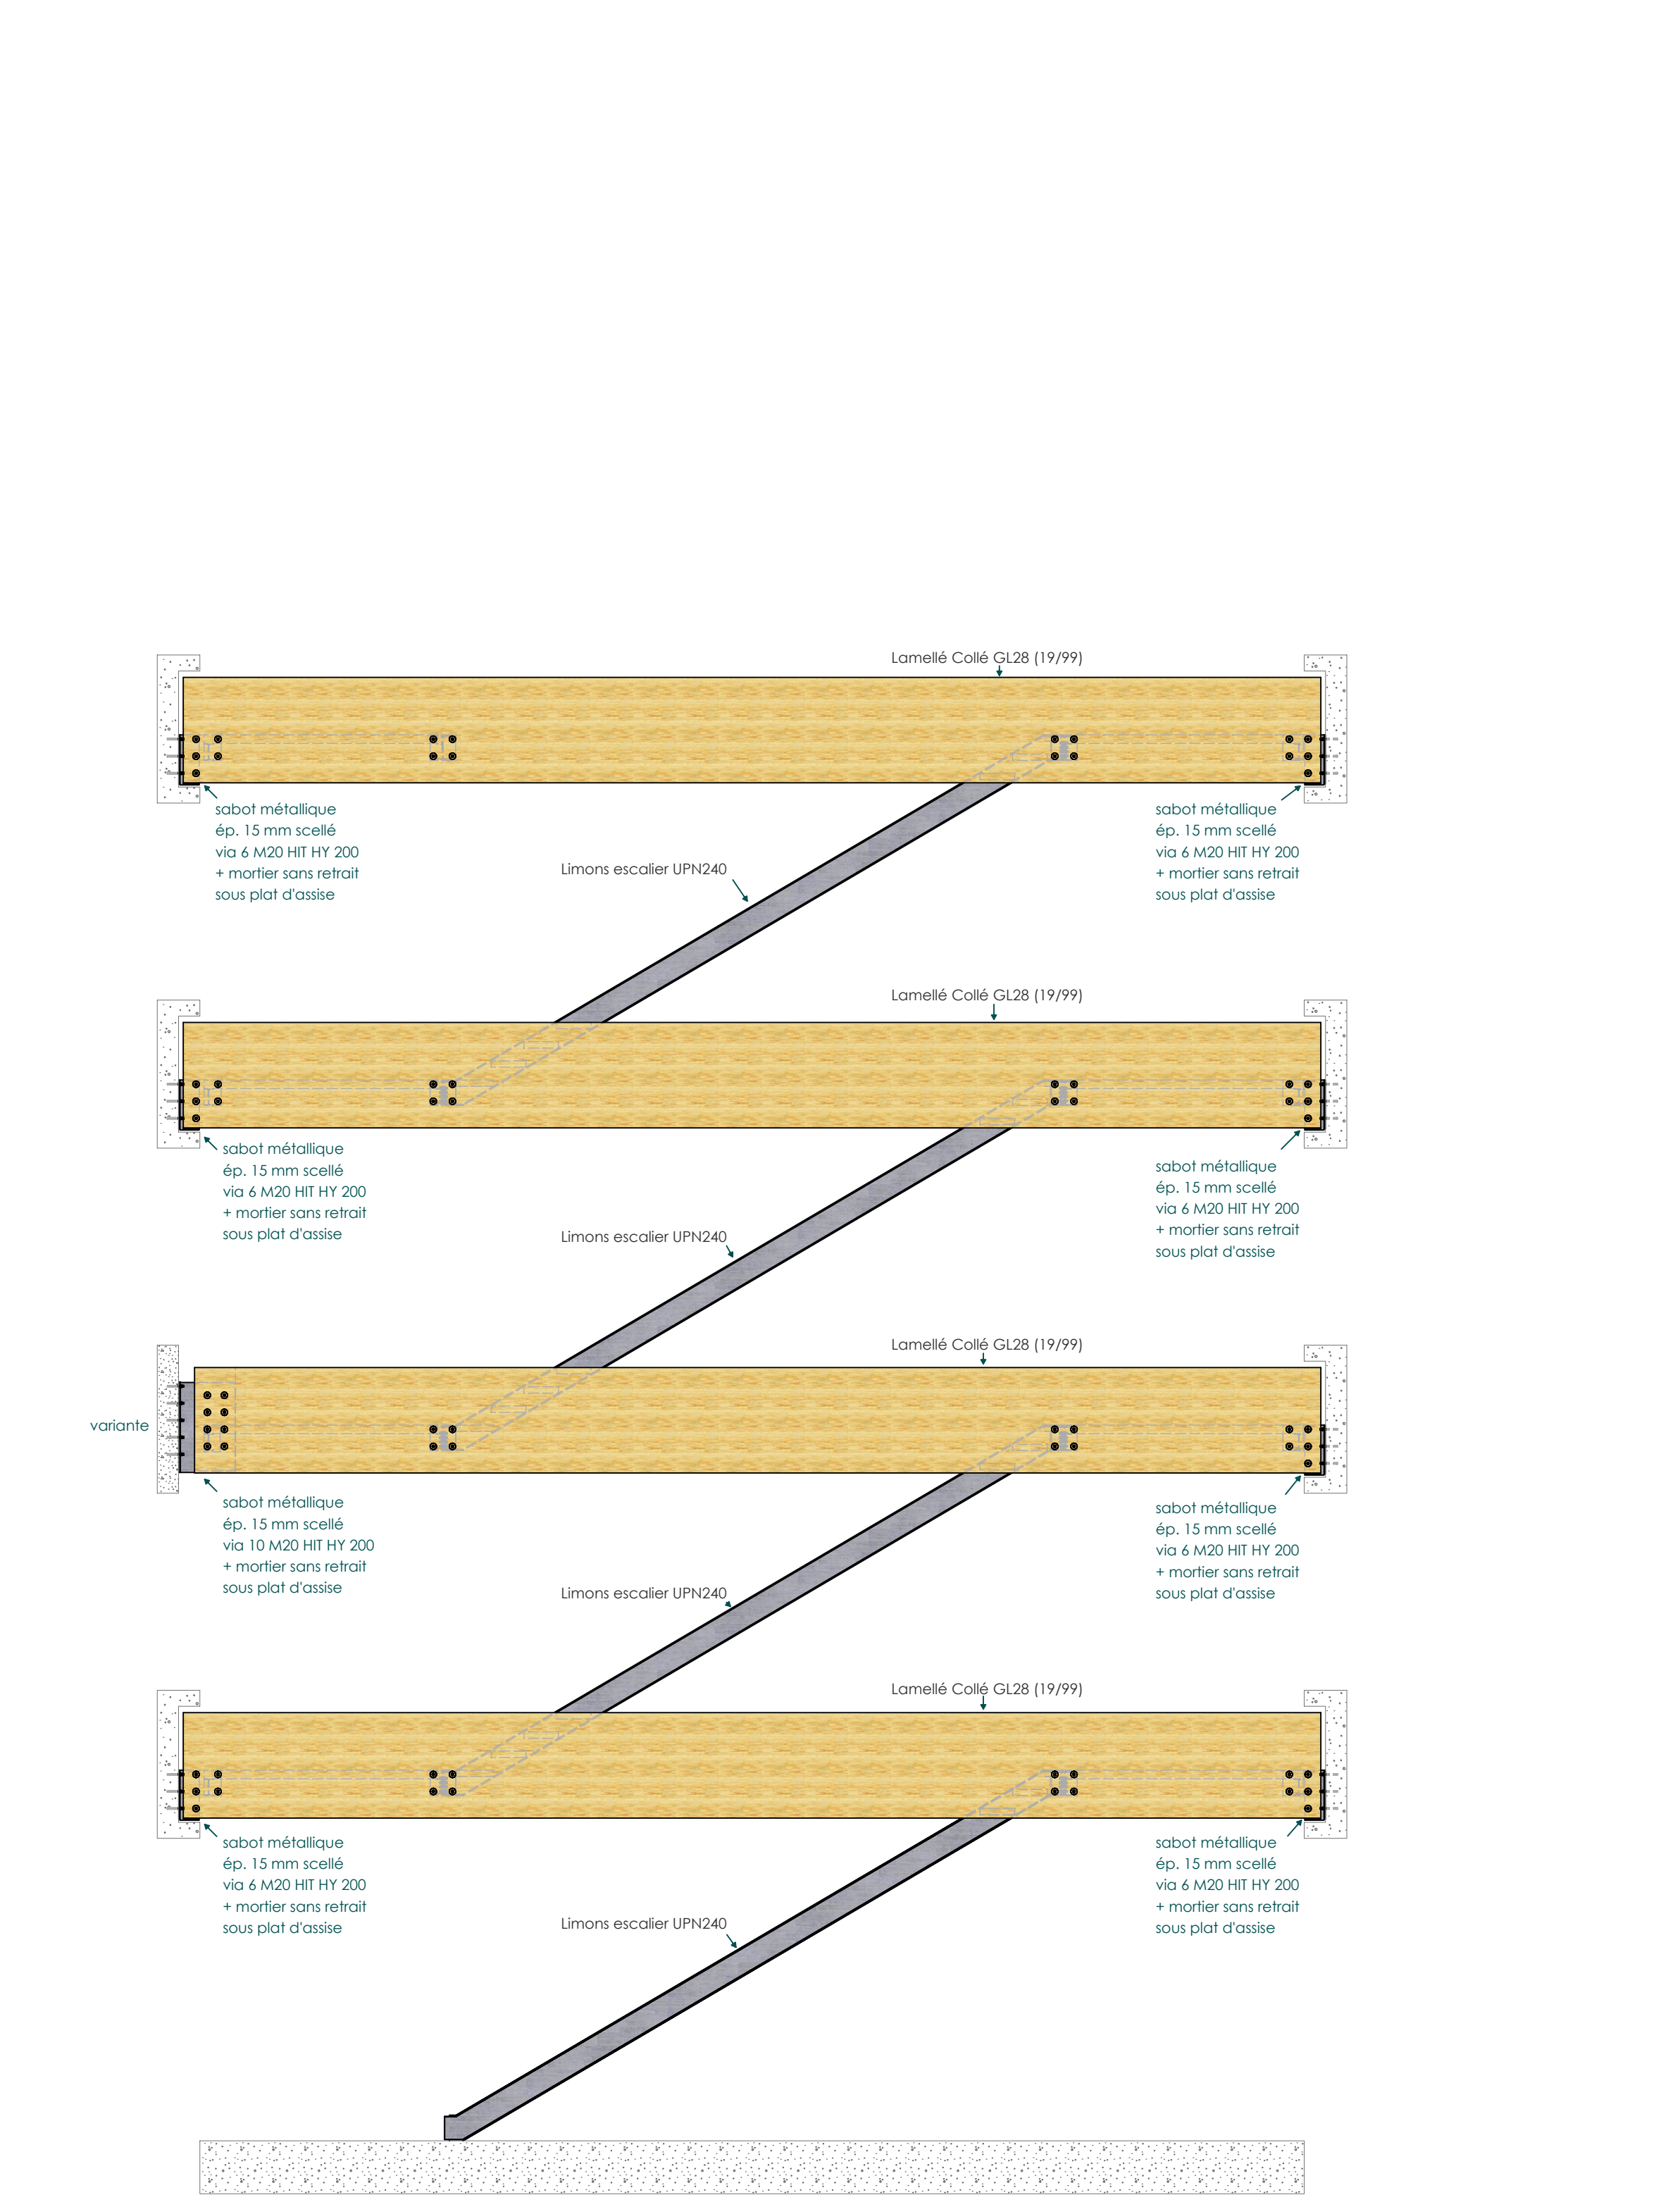 Lamellé Collé GL28 (19/99)
sabot métallique
ép. 15 mm scellé
via 6 M20 HIT HY 200
+ mortier sans retrait
sous plat d'assise
sabot métallique
ép. 15 mm scellé
via 6 M20 HIT HY 200
+ mortier sans retrait
sous plat d'assise
Limons escalier UPN240
Lamellé Collé GL28 (19/99)
sabot métallique
ép. 15 mm scellé
via 6 M20 HIT HY 200
+ mortier sans retrait
sous plat d'assise
sabot métallique
ép. 15 mm scellé
via 6 M20 HIT HY 200
+ mortier sans retrait
sous plat d'assise
Limons escalier UPN240
Lamellé Collé GL28 (19/99)
variante
sabot métallique
ép. 15 mm scellé
via 10 M20 HIT HY 200
+ mortier sans retrait
sous plat d'assise
sabot métallique
ép. 15 mm scellé
via 6 M20 HIT HY 200
+ mortier sans retrait
sous plat d'assise
Limons escalier UPN240
Lamellé Collé GL28 (19/99)
sabot métallique
ép. 15 mm scellé
via 6 M20 HIT HY 200
+ mortier sans retrait
sous plat d'assise
sabot métallique
ép. 15 mm scellé
via 6 M20 HIT HY 200
+ mortier sans retrait
sous plat d'assise
Limons escalier UPN240